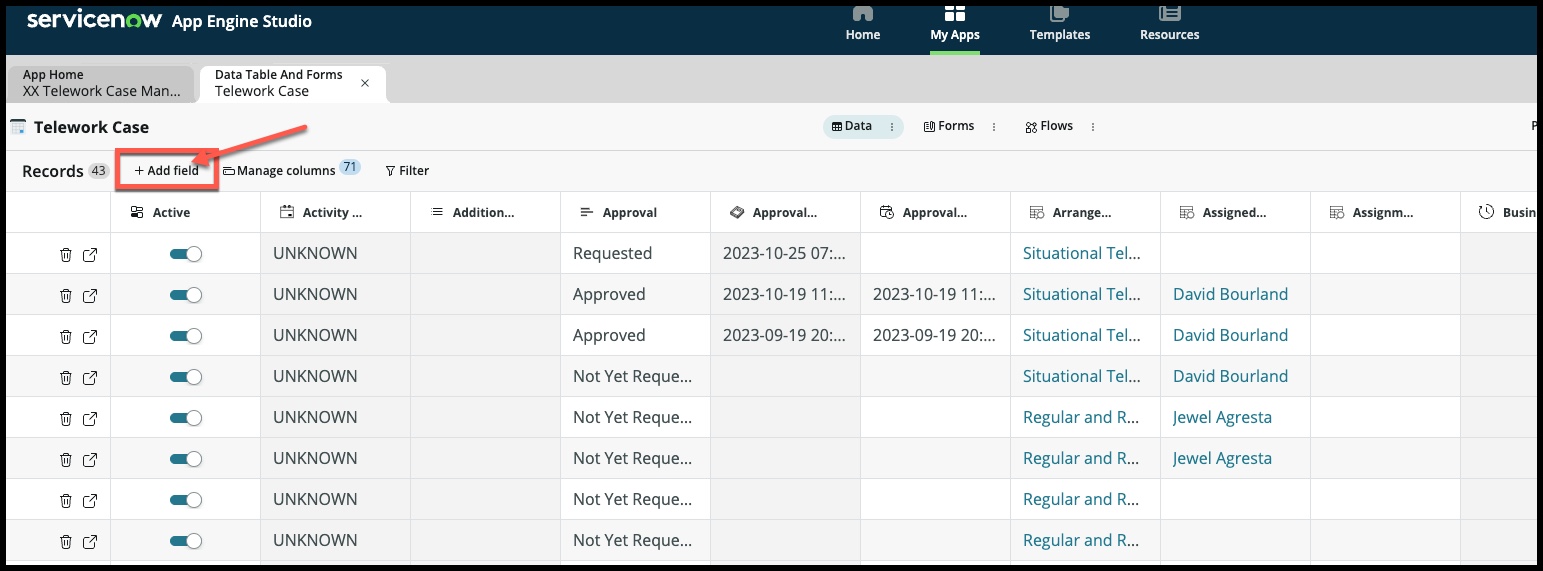 servicenow App Engine Studio
Home
My Apps
Templates
Resources
App Home
XX Telework Case Man...
Data Table And Forms
Telework Case
Telework Case
Data
Forms
Flows
P
Records 43 + Add field Manage columns 71 Filter
Active Activity ... Addition... Approval Approval... Approval... Arrange... Assigned... Assignm... Busin
UNKNOWN Requested 2023-10-25 07:... Situational Tel...
UNKNOWN Approved 2023-10-19 11:... 2023-10-19 11:... Situational Tel... David Bourland
UNKNOWN Approved 2023-09-19 20:... 2023-09-19 20:... Situational Tel... David Bourland
UNKNOWN Not Yet Reque... Situational Tel... David Bourland
UNKNOWN Not Yet Reque... Regular and R... Jewel Agresta
UNKNOWN Not Yet Reque... Regular and R... Jewel Agresta
UNKNOWN Not Yet Reque... Regular and R...
UNKNOWN Not Yet Reque... Regular and R...